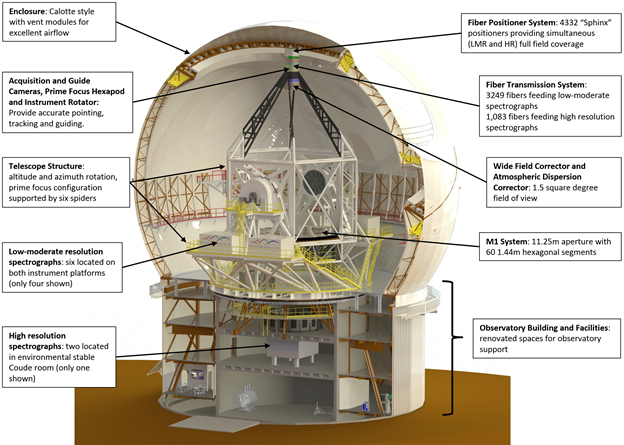 Enclosure: Calotte style
with vent modules for
excellent airflow
Acquisition and Guide
Cameras, Prime Focus Hexapod
and Instrument Rotator:
Provide accurate pointing,
tracking and guiding.
Telescope Structure:
altitude and azimuth rotation,
prime focus configuration
supported by six spiders
Low-moderate resolution
spectrographs: six located on
both instrument platforms
(only four shown)
High resolution
spectrographs: two located
in environmental stable
Coude room (only one
shown)
Fiber Positioner System: 4332 “Sphinx”
positioners providing simultaneous
(LMR and HR) full field coverage
Fiber Transmission System:
3249 fibers feeding low-moderate
spectrographs
1,083 fibers feeding high resolution
spectrographs
Wide Field Corrector and
Atmospheric Dispersion
Corrector: 1.5 square degree
field of view
M1 System: 11.25m aperture with
60 1.44m hexagonal segments
Observatory Building and Facilities:
renovated spaces for observatory
support